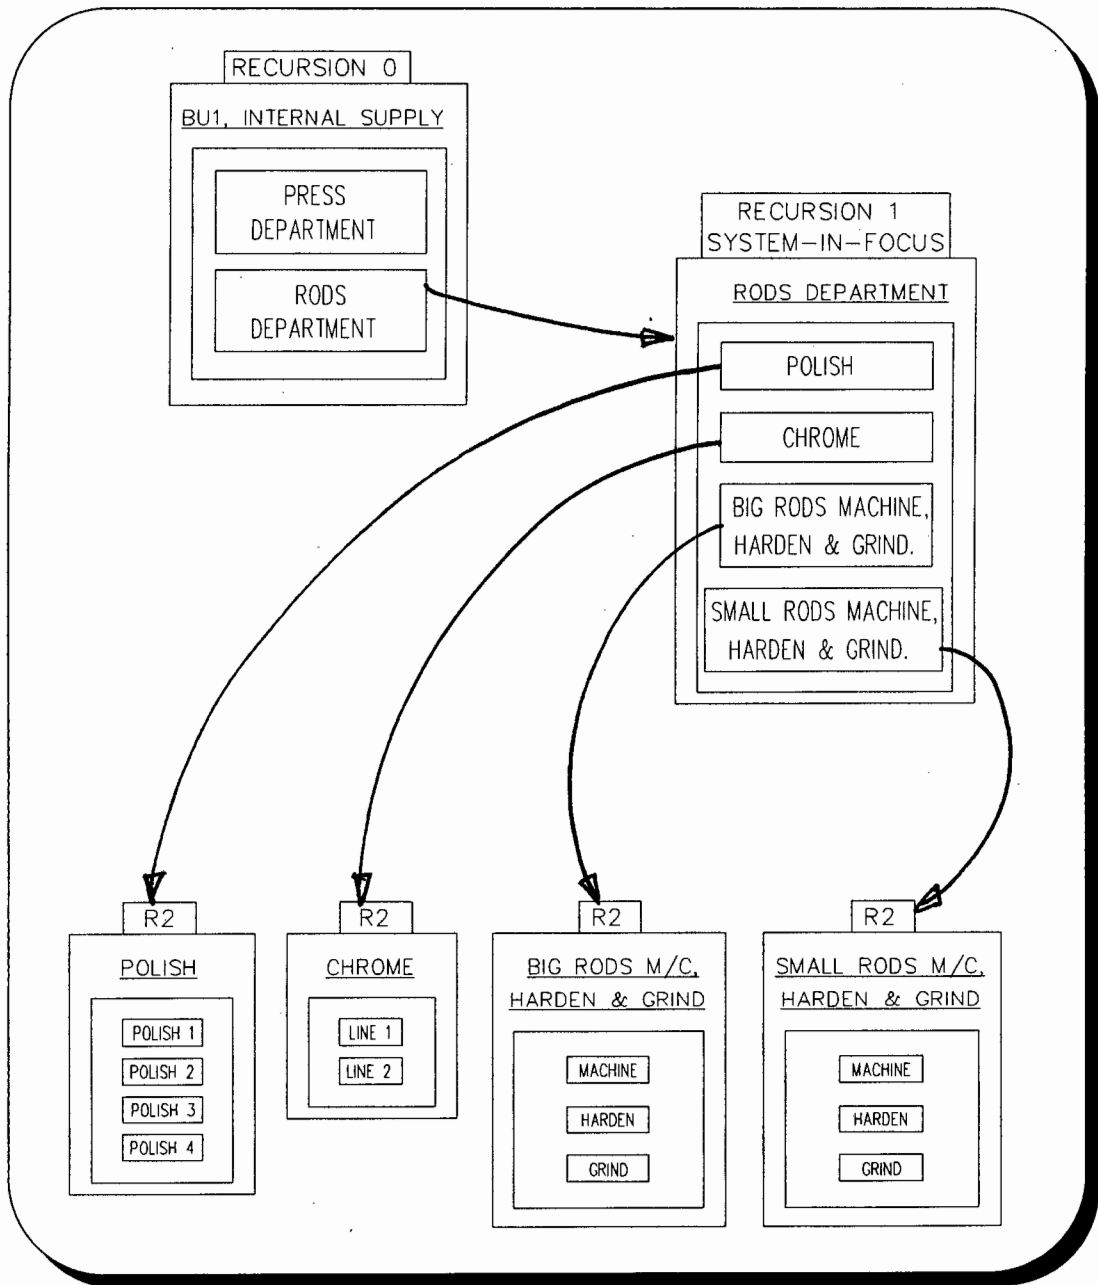 RECURSION 0
BU1, INTERNAL SUPPLY
PRESS
DEPARTMENT
RODS
DEPARTMENT
RECURSION 1
SYSTEM-IN-FOCUS
RODS DEPARTMENT
POLISH
CHROME
BIG RODS MACHINE,
HARDEN & GRIND.
SMALL RODS MACHINE,
HARDEN & GRIND.
R2
POLISH
POLISH 1
POLISH 2
POLISH 3
POLISH 4
R2
CHROME
LINE 1
LINE 2
R2
BIG RODS M/C,
HARDEN & GRIND
MACHINE
HARDEN
GRIND
R2
SMALL RODS M/C,
HARDEN & GRIND
MACHINE
HARDEN
GRIND